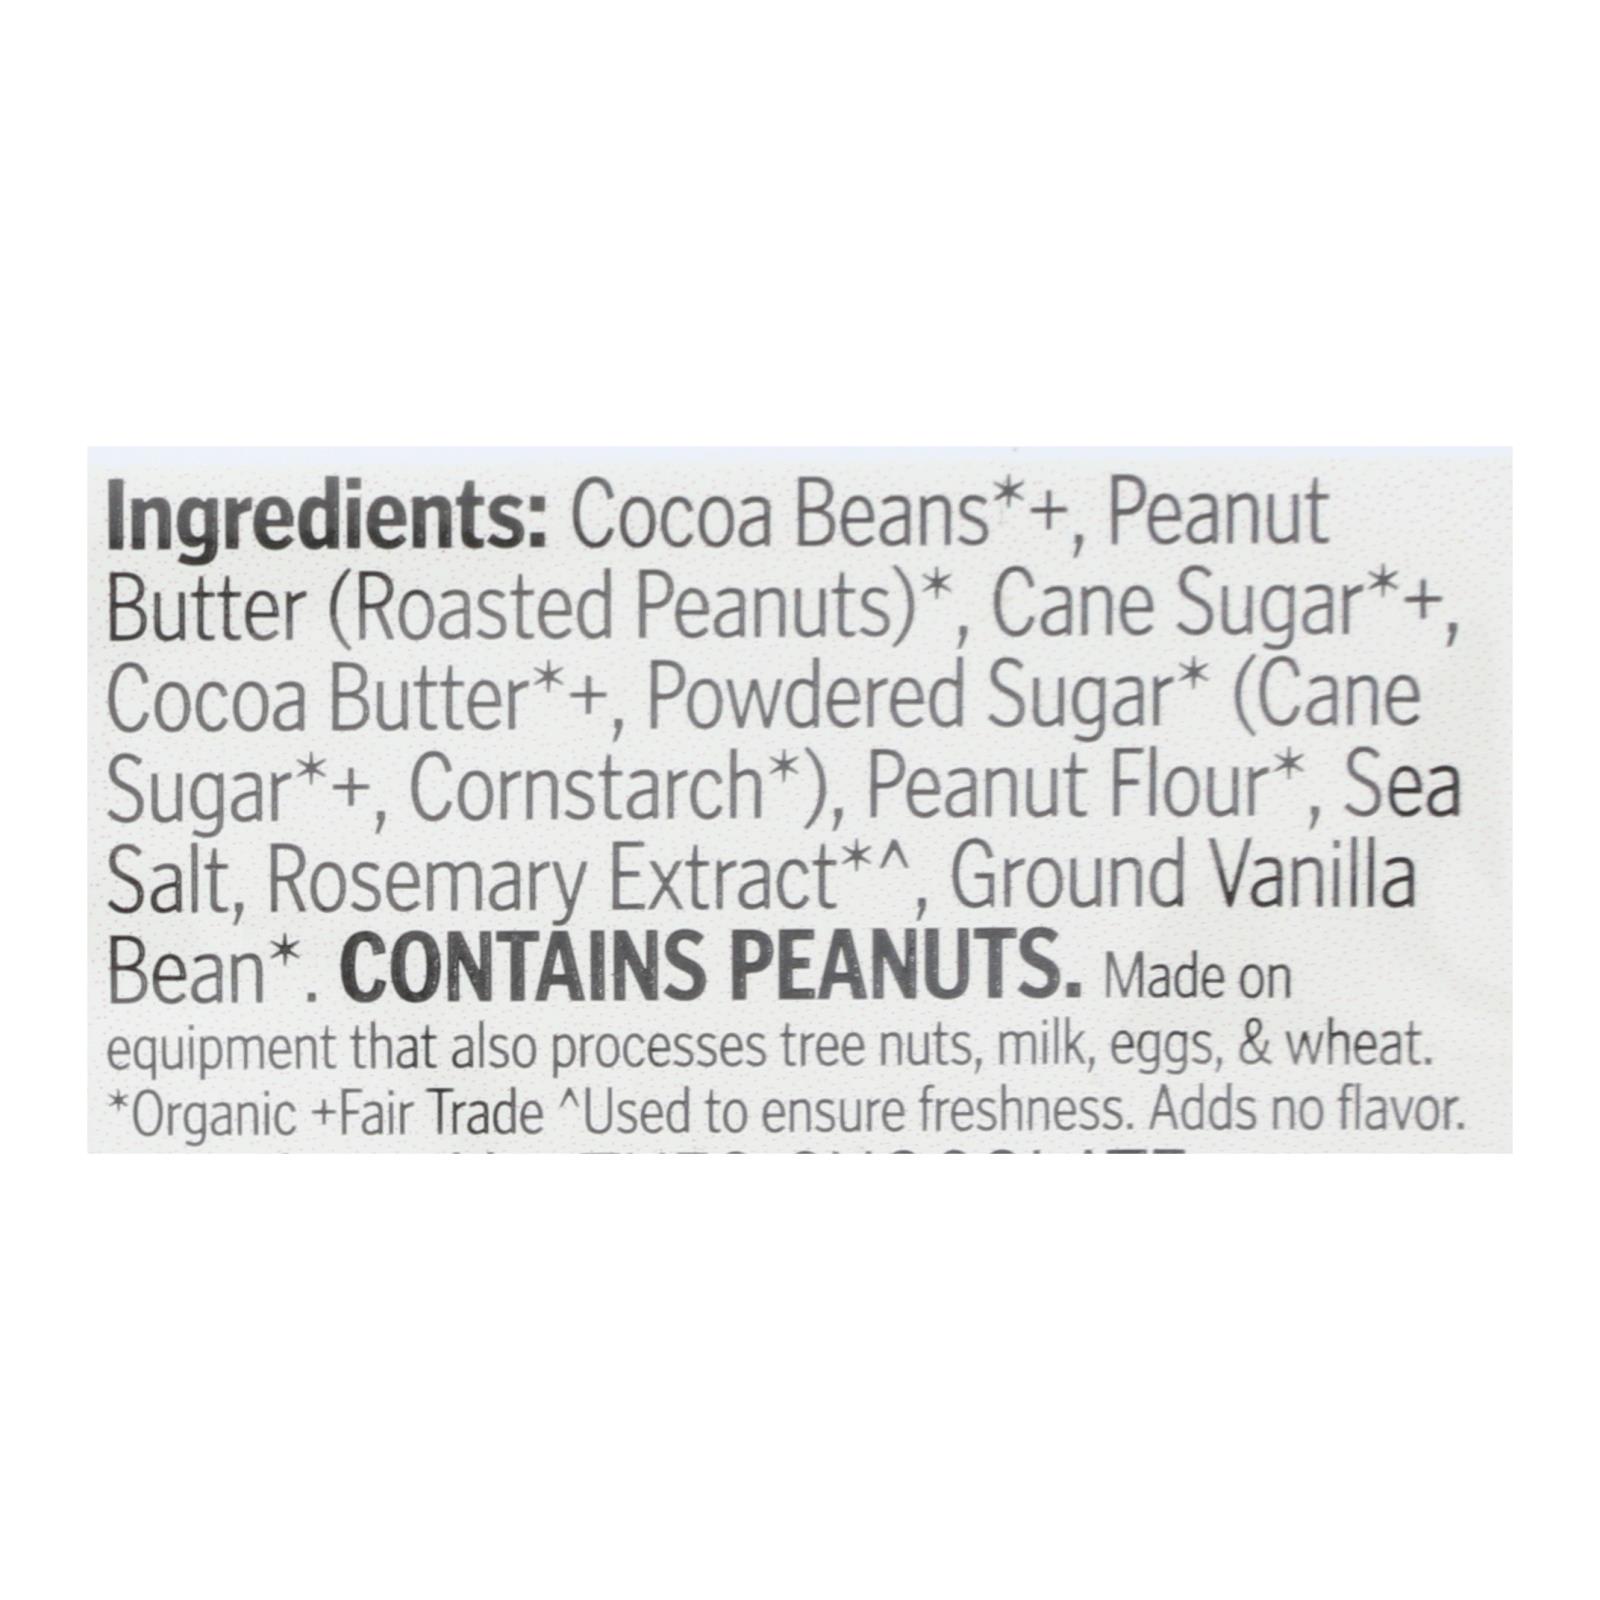 Ingredients: Cocoa Beans*+, Peanut
Butter (Roasted Peanuts)*, Cane Sugar*+,
Cocoa Butter*+, Powdered Sugar* (Cane
Sugar*+, Cornstarch*), Peanut Flour*, Sea
Salt, Rosemary Extract*^, Ground Vanilla
Bean*. CONTAINS PEANUTS. Made on
equipment that also processes tree nuts, milk, eggs, & wheat.
*Organic +Fair Trade ^Used to ensure freshness. Adds no flavor.